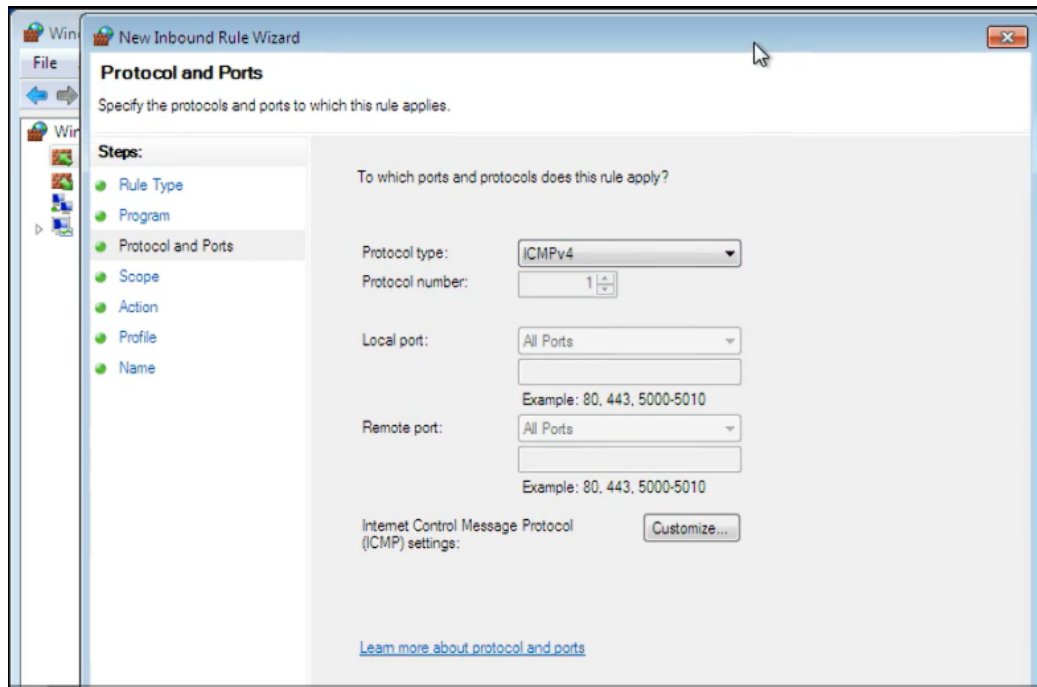 Win
New Inbound Rule Wizard
File
Protocol and Ports
Specify the protocols and ports to which this rule applies.
Win
Steps:
Rule Type
Program
Protocol and Ports
Scope
Action
Profile
Name
To which ports and protocols does this rule apply?
Protocol type: ICMPv4
Protocol number: 1
Local port: All Ports
Example: 80, 443, 5000-5010
Remote port: All Ports
Example: 80, 443, 5000-5010
Internet Control Message Protocol
(ICMP) settings:
Customize...
Learn more about protocol and ports